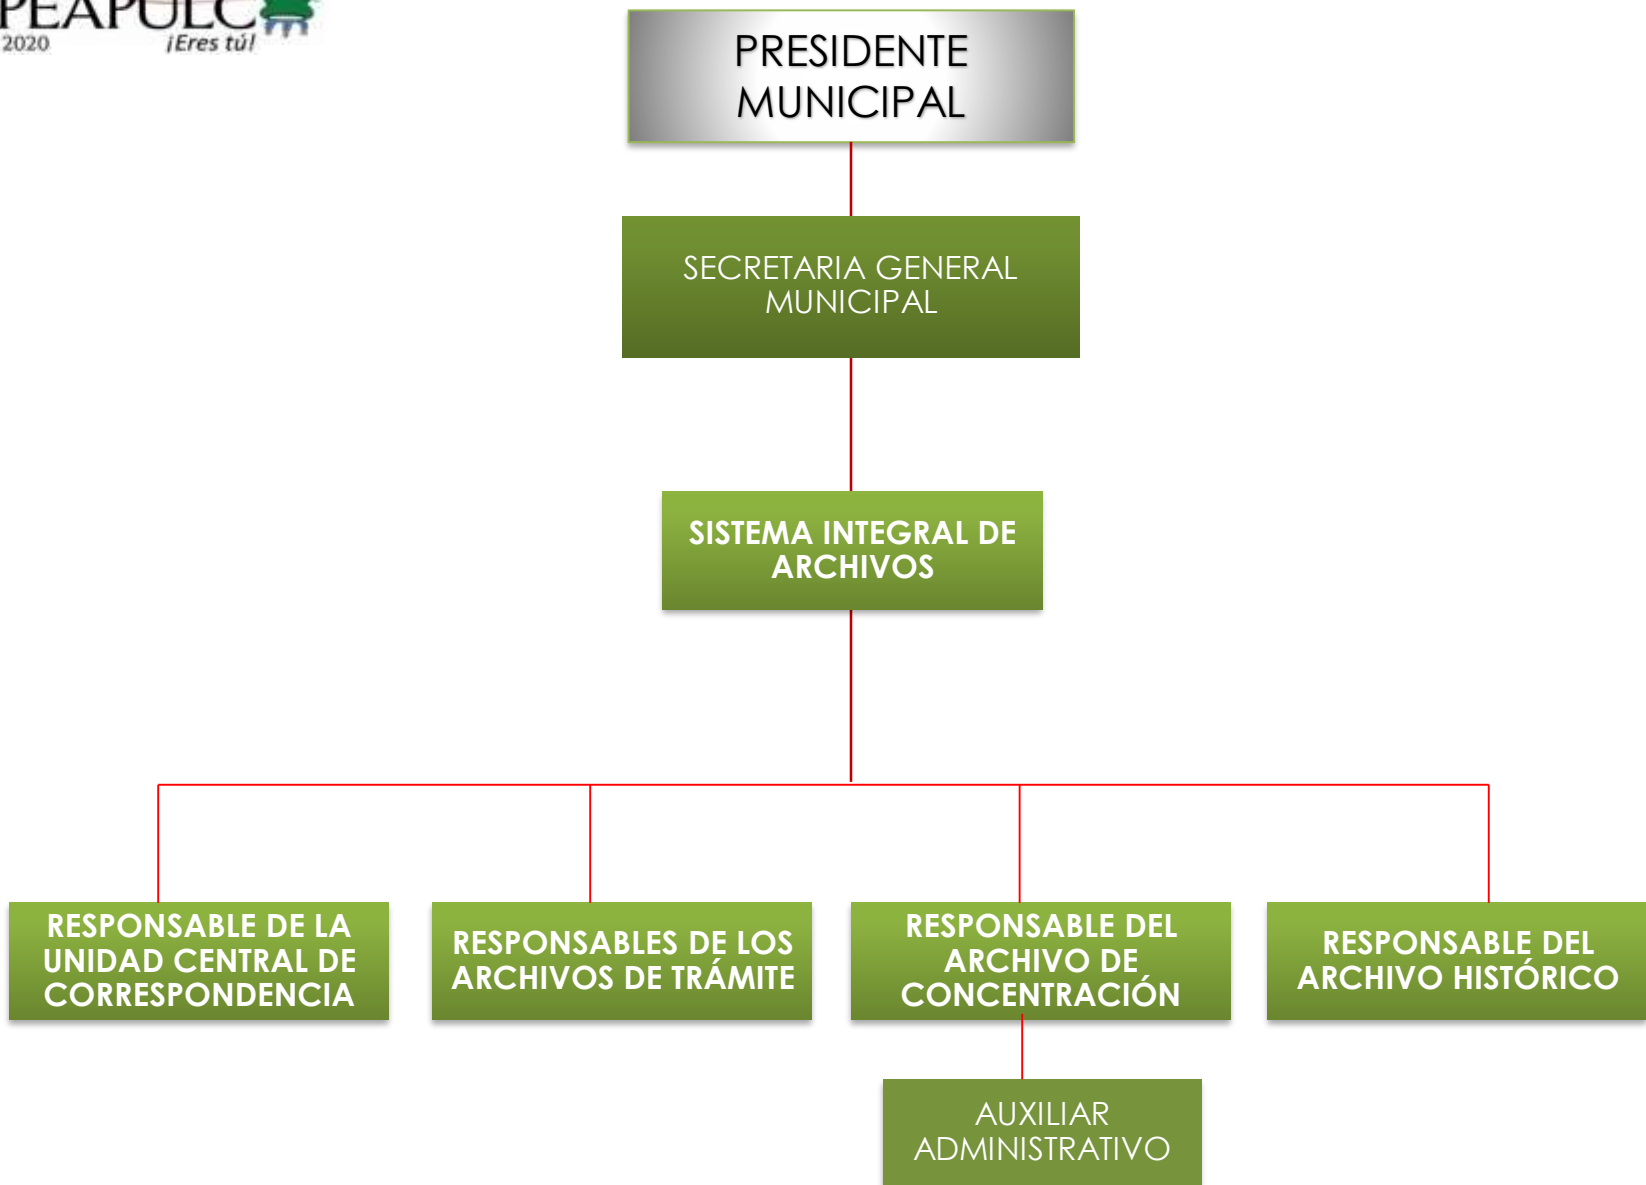 PEAPULC
2020 ¡Eres tú!
PRESIDENTE
MUNICIPAL
SECRETARIA GENERAL
MUNICIPAL
SISTEMA INTEGRAL DE
ARCHIVOS
RESPONSABLE DE LA
UNIDAD CENTRAL DE
CORRESPONDENCIA
RESPONSABLES DE LOS
ARCHIVOS DE TRÁMITE
RESPONSABLE DEL
ARCHIVO DE
CONCENTRACIÓN
RESPONSABLE DEL
ARCHIVO HISTÓRICO
AUXILIAR
ADMINISTRATIVO